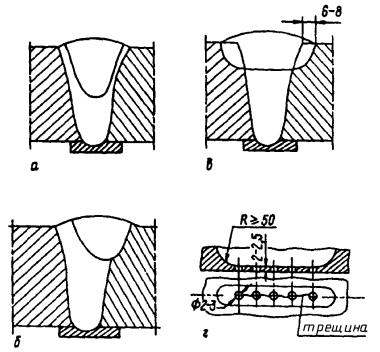 6-8
а
в
R≥50
2-2,5
Ф2-3
трещина
б
г